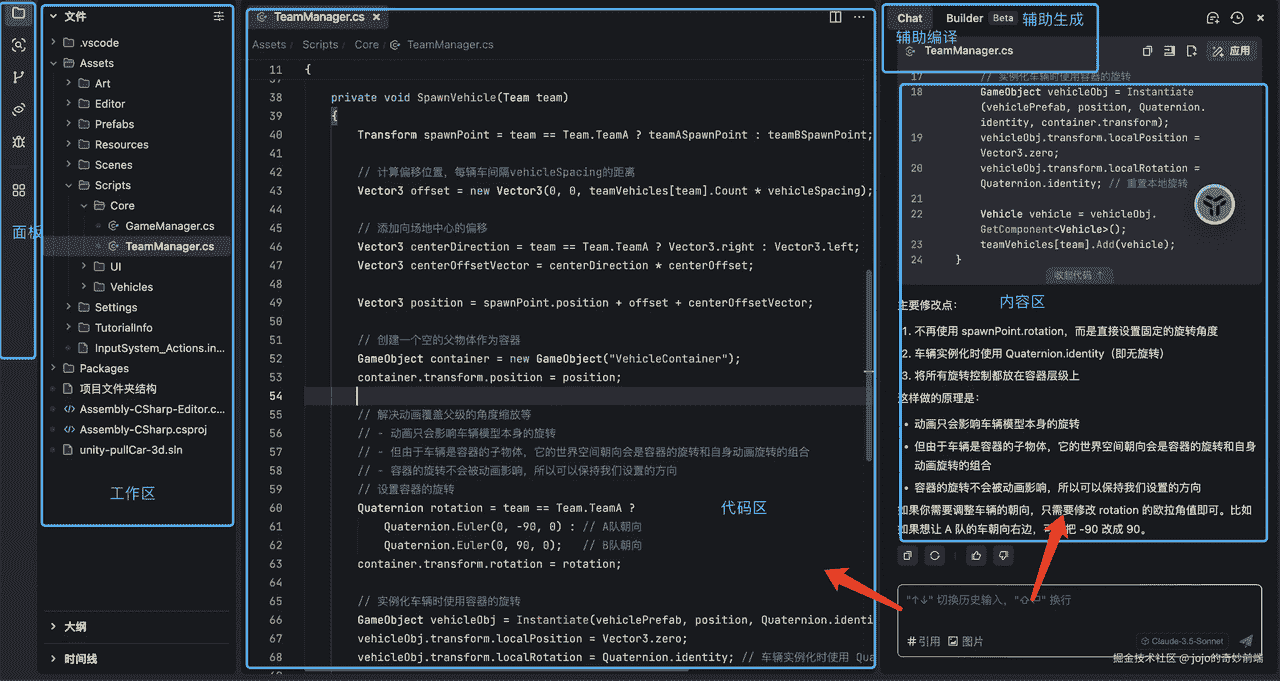 文件
.vscode
Assets
Art
Editor
Prefabs
Resources
Scenes
Scripts
Core
GameManager.cs
TeamManager.cs
UI
Vehicles
Settings
TutorialInfo
InputSystem_Actions.in...
Packages
项目文件夹结构
Assembly-CSharp-Editor.c...
Assembly-CSharp.csproj
unity-pullCar-3d.sln
面板
工作区
大纲
时间线
TeamManager.cs
Assets / Scripts / Core / TeamManager.cs
11 {
38 private void SpawnVehicle(Team team)
39 {
40 Transform spawnPoint = team == Team.TeamA ? teamASpawnPoint : teamBSpawnPoint;
41
42 // 计算偏移位置，每辆车间隔vehicleSpacing的距离
43 Vector3 offset = new Vector3(0, 0, teamVehicles[team].Count * vehicleSpacing);
44
45 // 添加向场地中心的偏移
46 Vector3 centerDirection = team == Team.TeamA ? Vector3.right : Vector3.left;
47 Vector3 centerOffsetVector = centerDirection * centerOffset;
48
49 Vector3 position = spawnPoint.position + offset + centerOffsetVector;
50
51 // 创建一个空的父物体作为容器
52 GameObject container = new GameObject("VehicleContainer");
53 container.transform.position = position;
54
55 // 解决动画覆盖父级的角度缩放等
56 // - 动画只会影响车辆模型本身的旋转
57 // - 但由于车辆是容器的子物体，它的世界空间朝向会是容器的旋转和自身动画旋转的组合
58 // - 容器的旋转不会被动画影响，所以可以保持我们设置的方向
59 // 设置容器的旋转
60 Quaternion rotation = team == Team.TeamA ?
61 Quaternion.Euler(0, -90, 0) : // A队朝向
62 Quaternion.Euler(0, 90, 0); // B队朝向
63 container.transform.rotation = rotation;
64
65 // 实例化车辆时使用容器的旋转
66 GameObject vehicleObj = Instantiate(vehiclePrefab, position, Quaternion.identi
67 vehicleObj.transform.localPosition = Vector3.zero;
68 vehicleObj.transform.localRotation = Quaternion.identity; // 车辆实例化时使用 Qua
代码区
Chat Builder Beta 辅助生成
辅助编译
TeamManager.cs 应用
17 // 实例化车辆时使用容器的旋转
18 GameObject vehicleObj = Instantiate
(vehiclePrefab, position, Quaternion.
identity, container.transform);
19 vehicleObj.transform.localPosition =
Vector3.zero;
20 vehicleObj.transform.localRotation =
Quaternion.identity; // 重置本地旋转
21
22 Vehicle vehicle = vehicleObj.
GetComponent<Vehicle>();
23 teamVehicles[team].Add(vehicle);
24 }
收起代码 ↑
内容区
主要修改点：
1. 不再使用 spawnPoint.rotation，而是直接设置固定的旋转角度
2. 车辆实例化时使用 Quaternion.identity（即无旋转）
3. 将所有旋转控制都放在容器层级上
这样做的原理是：
• 动画只会影响车辆模型本身的旋转
• 但由于车辆是容器的子物体，它的世界空间朝向会是容器的旋转和自身
动画旋转的组合
• 容器的旋转不会被动画影响，所以可以保持我们设置的方向
如果你需要调整车辆的朝向，只需要修改 rotation 的欧拉角值即可。比如
如果想让 A 队的车朝向右边，把 -90 改成 90。
"↑↓" 切换历史输入，"⇧⏎" 换行
# 引用 图片
Claude-3.5-Sonnet
掘金技术社区 @ jojo的奇妙前端